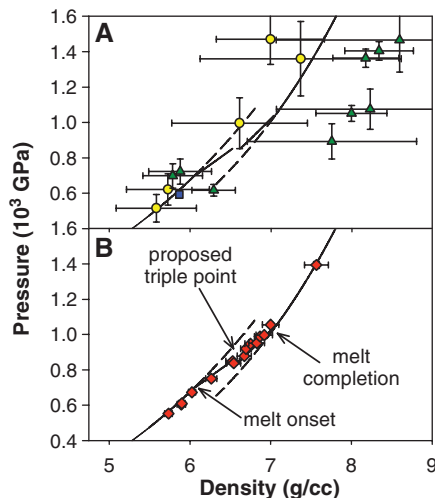 A
1.6
1.4
1.2
1.0
0.8
0.6
B
1.6
1.4
1.2
1.0
0.8
0.6
0.4
Pressure (10³ GPa)
proposed
triple point
melt
completion
melt onset
5 6 7 8 9
Density (g/cc)